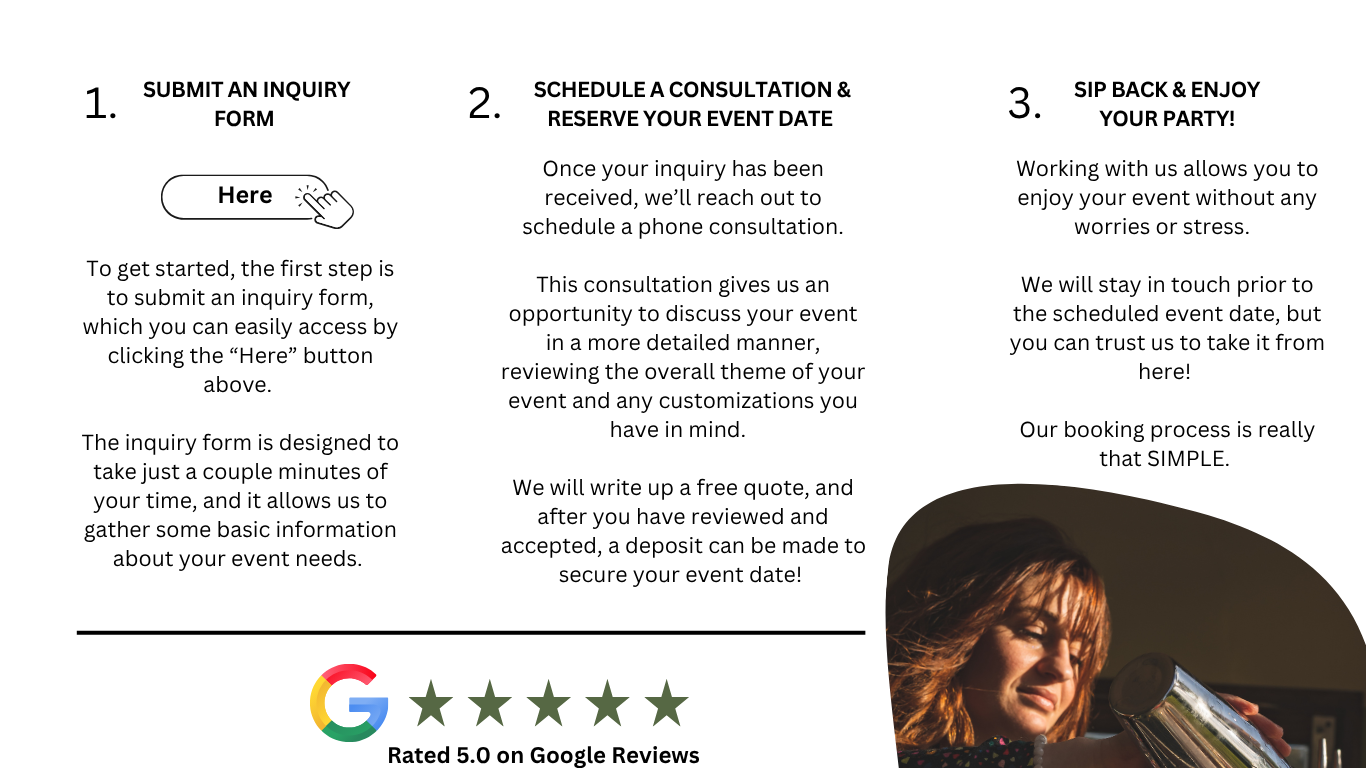 1.
SUBMIT AN INQUIRY
FORM
Here
To get started, the first step is
to submit an inquiry form,
which you can easily access by
clicking the “Here” button
above.
The inquiry form is designed to
take just a couple minutes of
your time, and it allows us to
gather some basic information
about your event needs.
2.
SCHEDULE A CONSULTATION &
RESERVE YOUR EVENT DATE
Once your inquiry has been
received, we’ll reach out to
schedule a phone consultation.
This consultation gives us an
opportunity to discuss your event
in a more detailed manner,
reviewing the overall theme of your
event and any customizations you
have in mind.
We will write up a free quote, and
after you have reviewed and
accepted, a deposit can be made to
secure your event date!
3.
SIP BACK & ENJOY
YOUR PARTY!
Working with us allows you to
enjoy your event without any
worries or stress.
We will stay in touch prior to
the scheduled event date, but
you can trust us to take it from
here!
Our booking process is really
that SIMPLE.
G
Rated 5.0 on Google Reviews